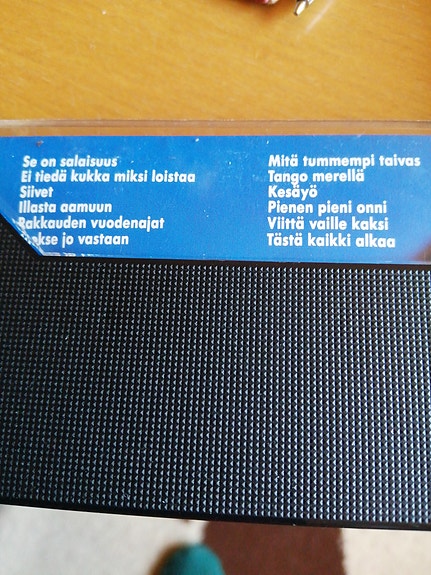 Se on salaisuus
Ei tiedä kukka miksi loistaa
Siivet
Illasta aamuun
Rakkauden vuodenajat
jo vastaan
Mitä tummempi taivas
Tango merellä
Kesäyö
Pienen pieni onni
Viittä vaille kaksi
Tästä kaikki alkaa